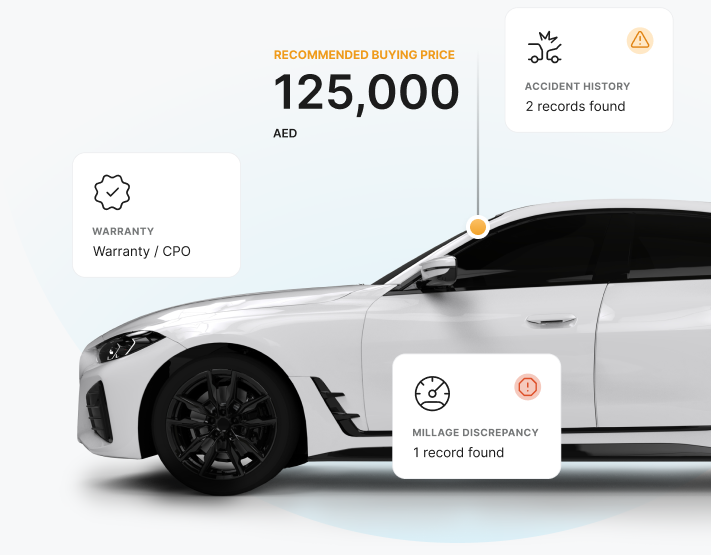 RECOMMENDED BUYING PRICE
125,000
AED
ACCIDENT HISTORY
2 records found
WARRANTY
Warranty / CPO
MILLAGE DISCREPANCY
1 record found